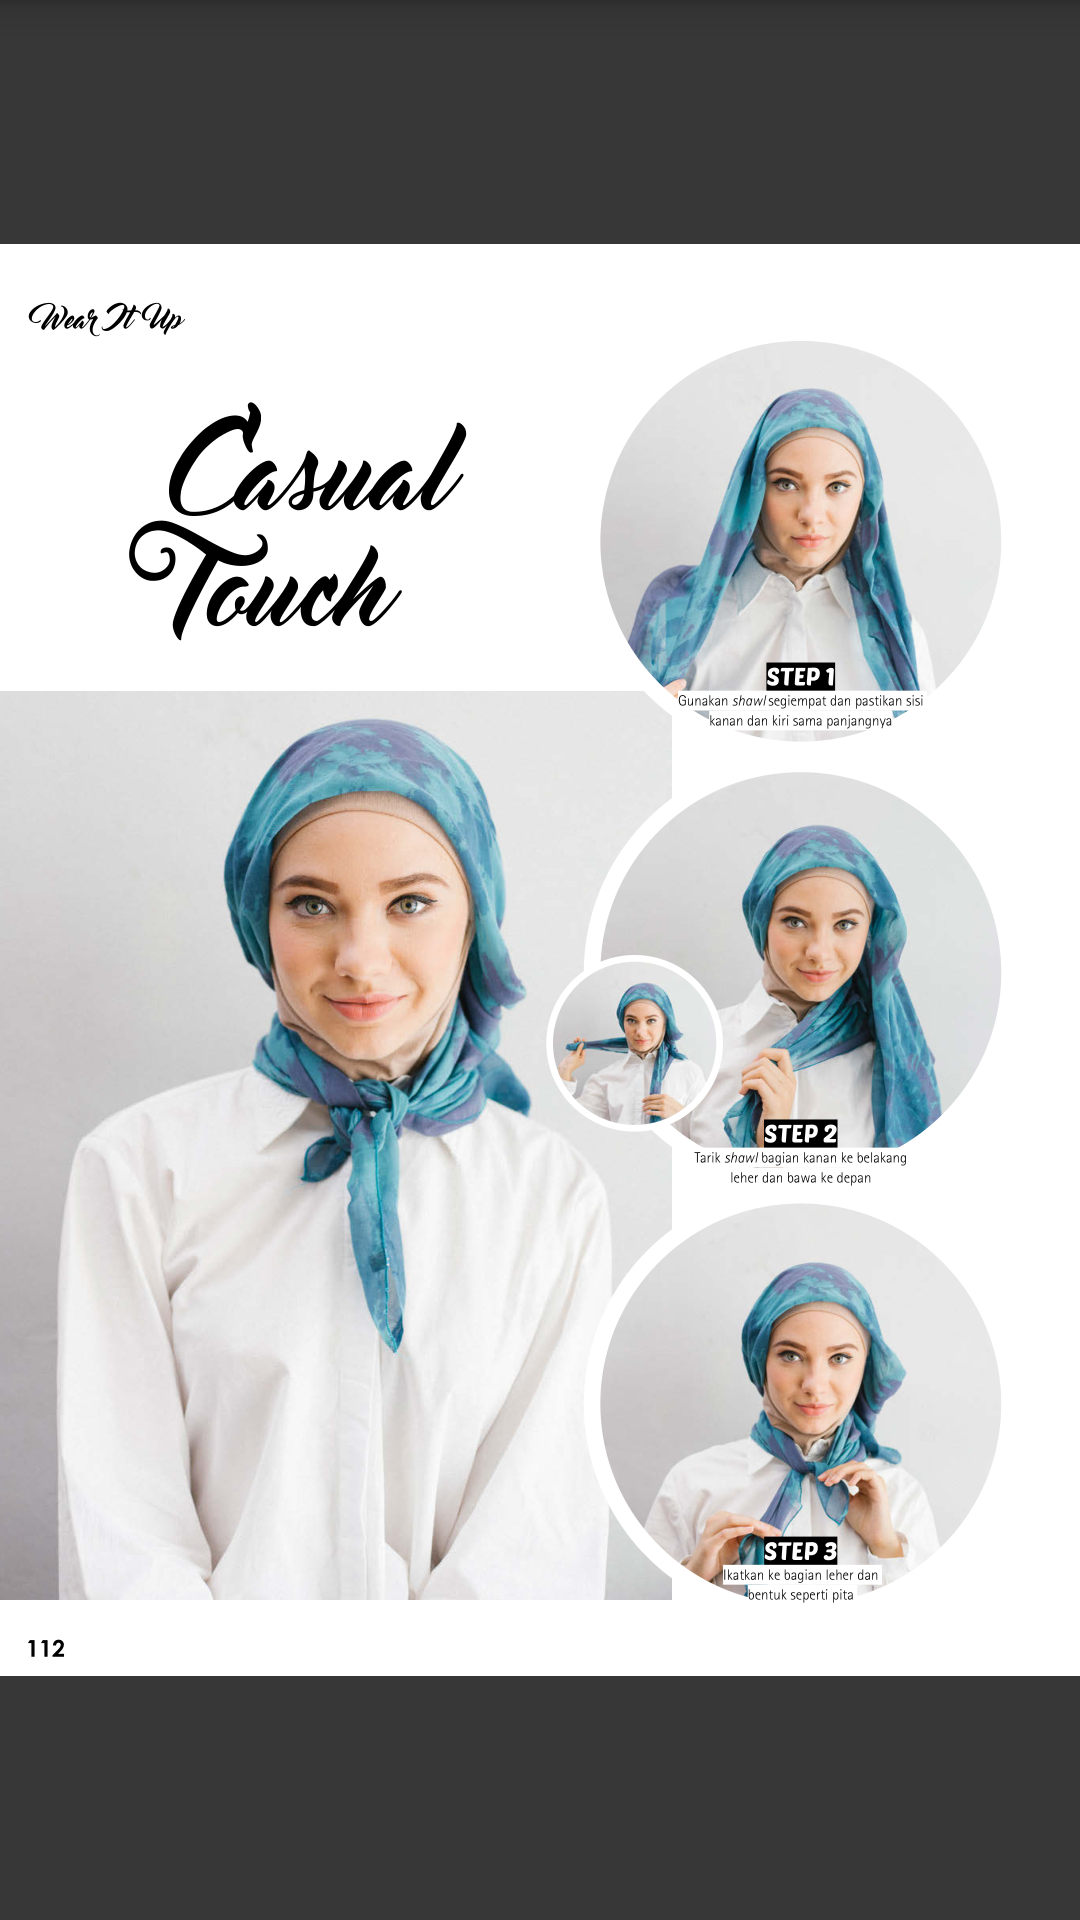 Wear It Up
Casual
Touch
STEP 1
Gunakan shawl segiempat dan pastikan sisi
kanan dan kiri sama panjangnya
STEP 2
Tarik shawl bagian kanan ke belakang
leher dan bawa ke depan
STEP 3
Ikatkan ke bagian leher dan
bentuk seperti pita
112